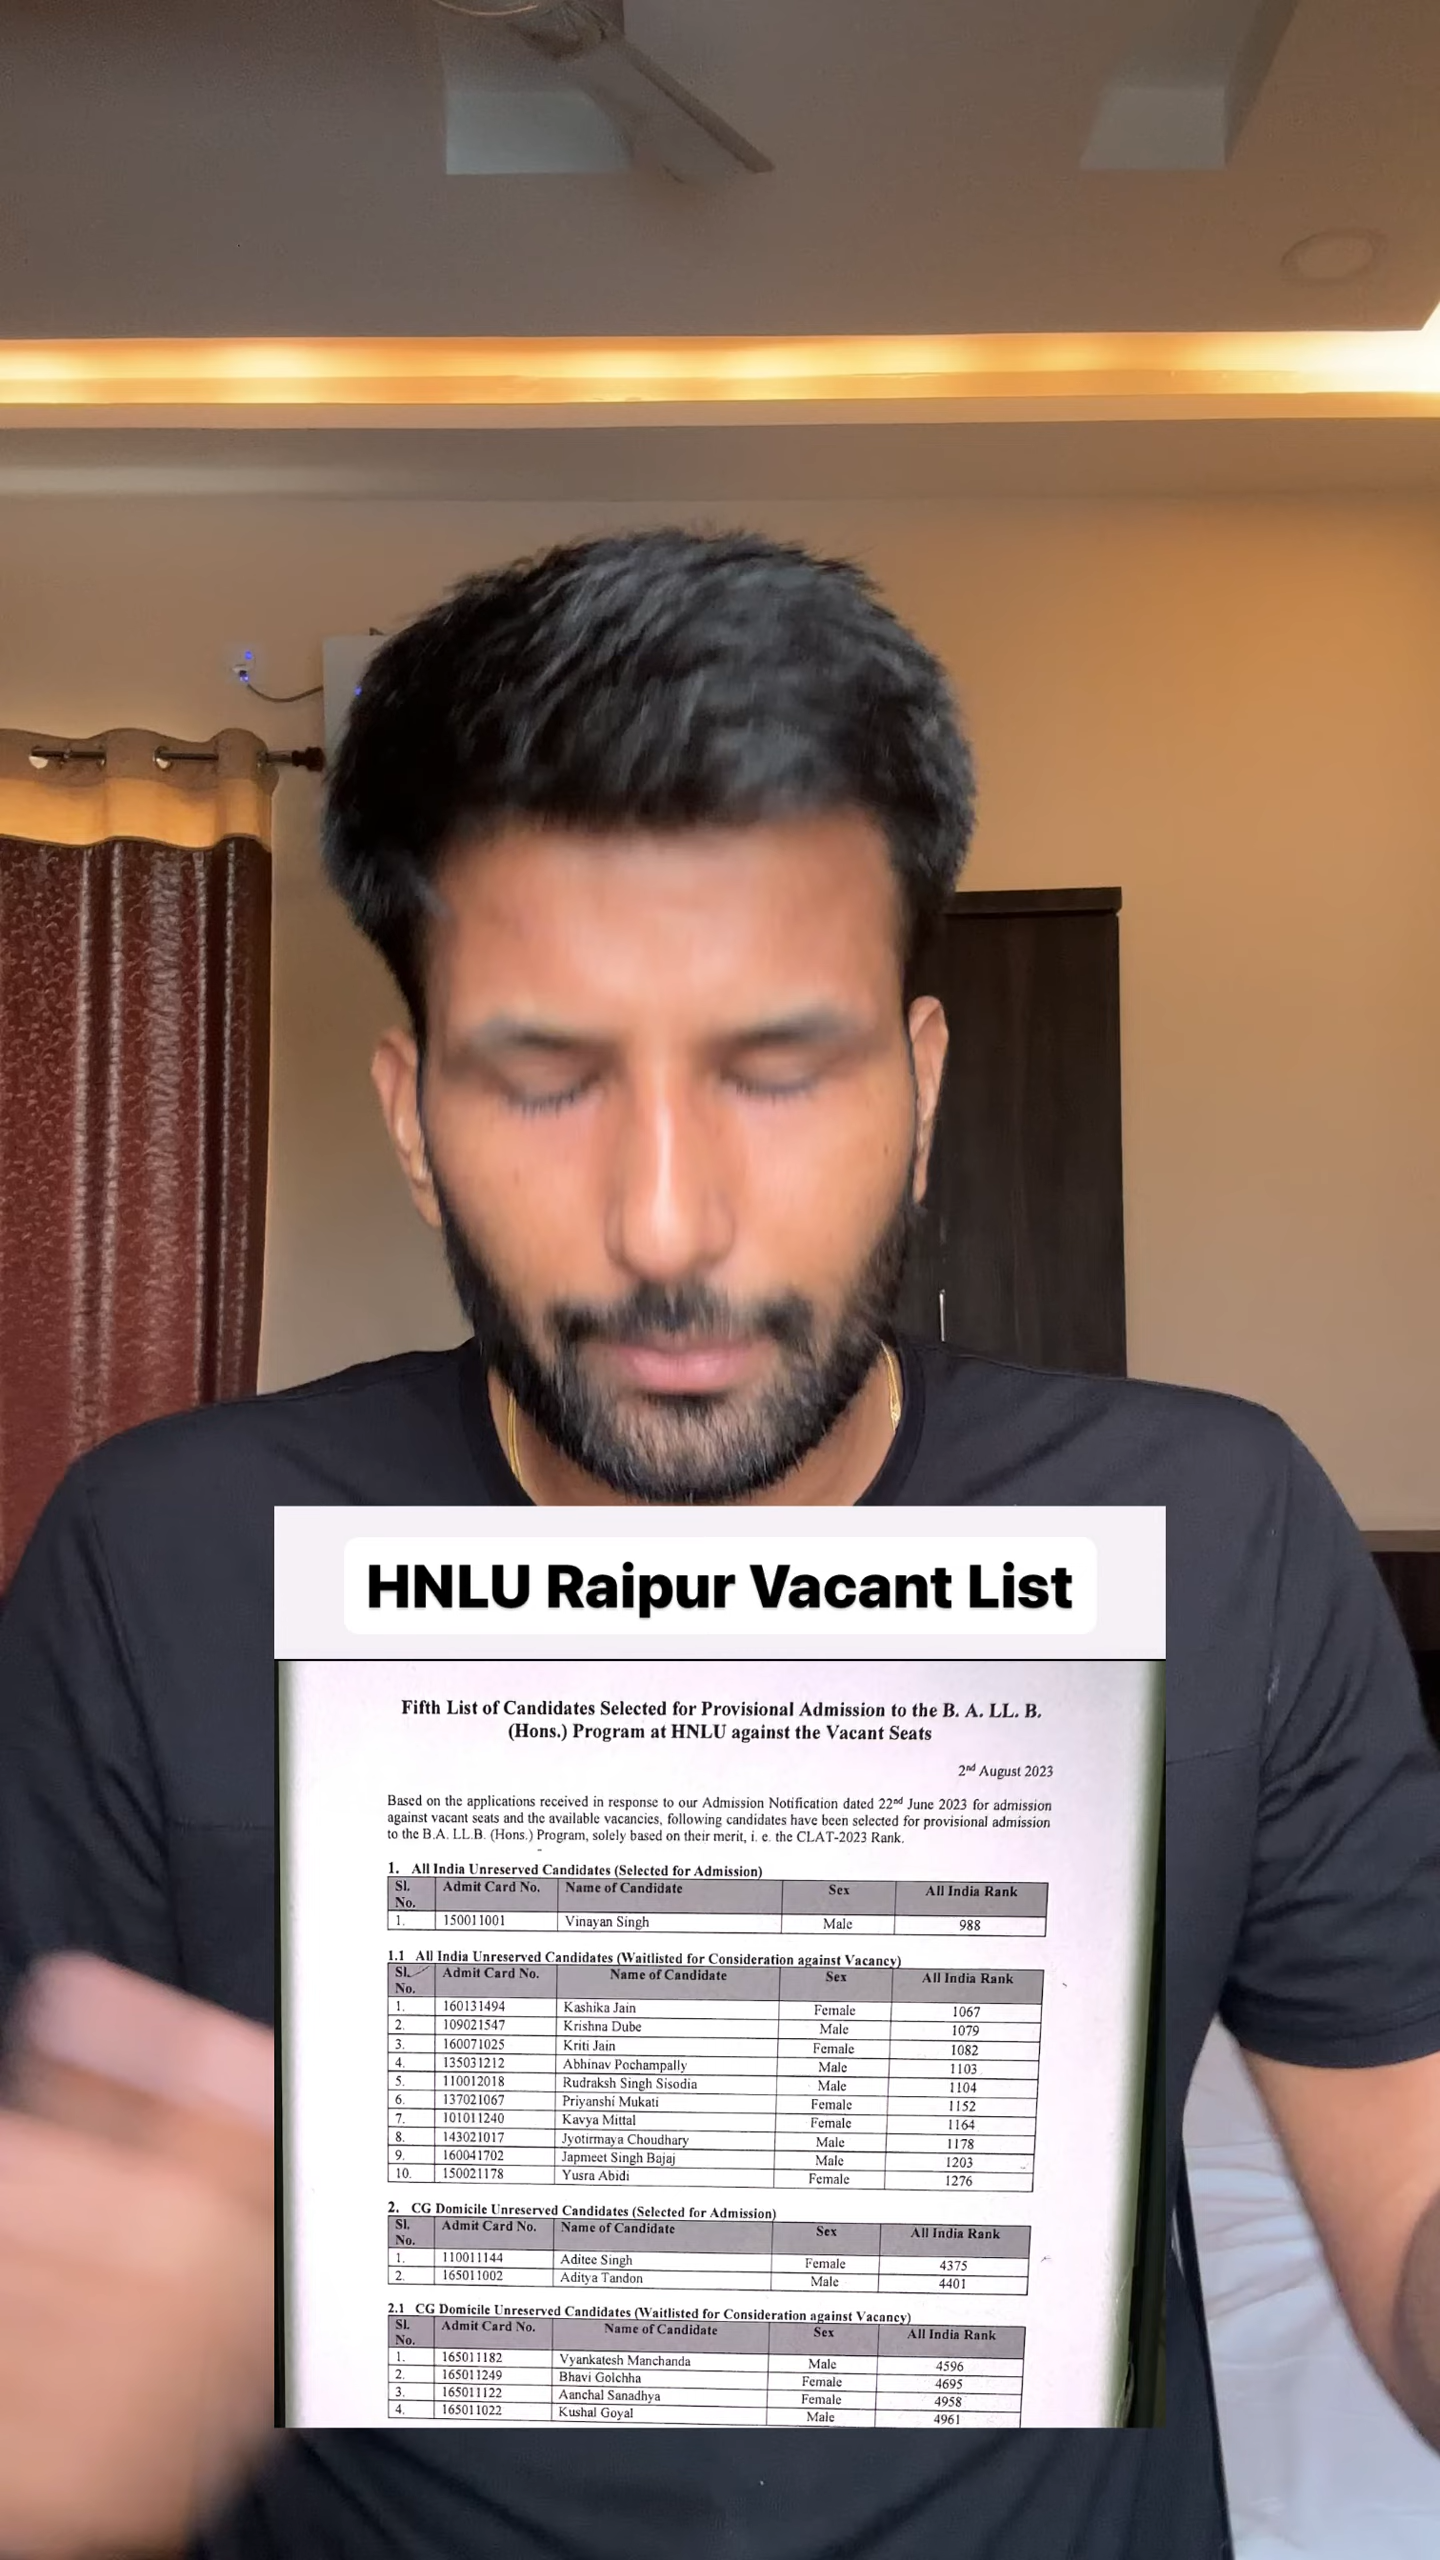 HNLU Raipur Vacant List
Fifth List of Candidates Selected for Provisional Admission to the B. A. LL. B.
(Hons.) Program at HNLU against the Vacant Seats
2nd August 2023
Based on the applications received in response to our Admission Notification dated 22nd June 2023 for admission
against vacant seats and the available vacancies, following candidates have been selected for provisional admission
to the B.A. LL.B. (Hons.) Program, solely based on their merit, i. e. the CLAT-2023 Rank.
1. All India Unreserved Candidates (Selected for Admission)
Sl. No. Admit Card No. Name of Candidate Sex All India Rank
1. 150011001 Vinayan Singh Male 988
1.1 All India Unreserved Candidates (Waitlisted for Consideration against Vacancy)
Sl. No. Admit Card No. Name of Candidate Sex All India Rank
1. 160131494 Kashika Jain Female 1067
2. 109021547 Krishna Dube Male 1079
3. 160071025 Kriti Jain Female 1082
4. 135031212 Abhinav Pochampally Male 1103
5. 110012018 Rudraksh Singh Sisodia Male 1104
6. 137021067 Priyanshi Mukati Female 1152
7. 101011240 Kavya Mittal Female 1164
8. 143021017 Jyotirmaya Choudhary Male 1178
9. 160041702 Japmeet Singh Bajaj Male 1203
10. 150021178 Yusra Abidi Female 1276
2. CG Domicile Unreserved Candidates (Selected for Admission)
Sl. No. Admit Card No. Name of Candidate Sex All India Rank
1. 110011144 Aditee Singh Female 4375
2. 165011002 Aditya Tandon Male 4401
2.1 CG Domicile Unreserved Candidates (Waitlisted for Consideration against Vacancy)
Sl. No. Admit Card No. Name of Candidate Sex All India Rank
1. 165011182 Vyankatesh Manchanda Male 4596
2. 165011249 Bhavi Golchha Female 4695
3. 165011122 Aanchal Sanadhya Female 4958
4. 165011022 Kushal Goyal Male 4961